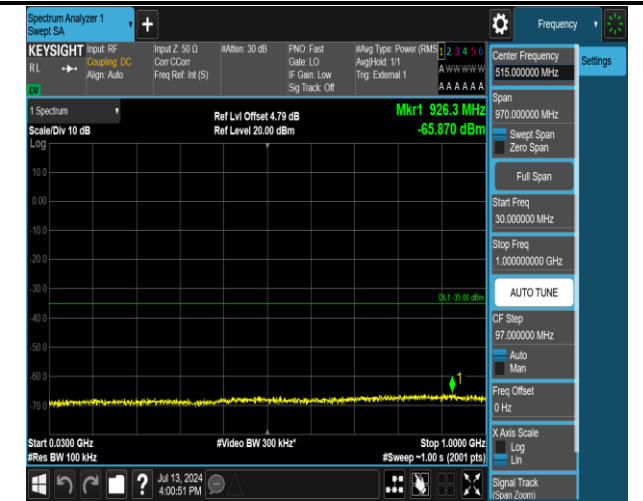 Spectrum Analyzer 1
Swept SA
Frequency
KEYSIGHT
RL
Input: RF
Coupling: DC
Align: Auto
Input Z: 50 Ω
Corr CCorr
Freq Ref: Int (S)
#Atten: 30 dB
PNO: Fast
Gate: LO
IF Gain: Low
Sig Track: Off
#Avg Type: Power (RMS
Avg|Hold: 1/1
Trig: External 1
1 2 3 4 5 6
A W W W W W
A A A A A A
1 Spectrum
Scale/Div 10 dB
Log
Ref Lvl Offset 4.79 dB
Ref Level 20.00 dBm
Mkr1 926.3 MHz
-65.870 dBm
10.0
0.00
-10.0
-20.0
-30.0
DL1 -35.00 dBm
-40.0
-50.0
-60.0
1
-70.0
Start 0.0300 GHz
#Res BW 100 kHz
#Video BW 300 kHz*
Stop 1.0000 GHz
#Sweep ~1.00 s (2001 pts)
Jul 13, 2024
4:00:51 PM
Center Frequency
515.000000 MHz
Settings
Span
970.000000 MHz
Swept Span
Zero Span
Full Span
Start Freq
30.000000 MHz
Stop Freq
1.000000000 GHz
AUTO TUNE
CF Step
97.000000 MHz
Auto
Man
Freq Offset
0 Hz
X Axis Scale
Log
Lin
Signal Track
(Span Zoom)